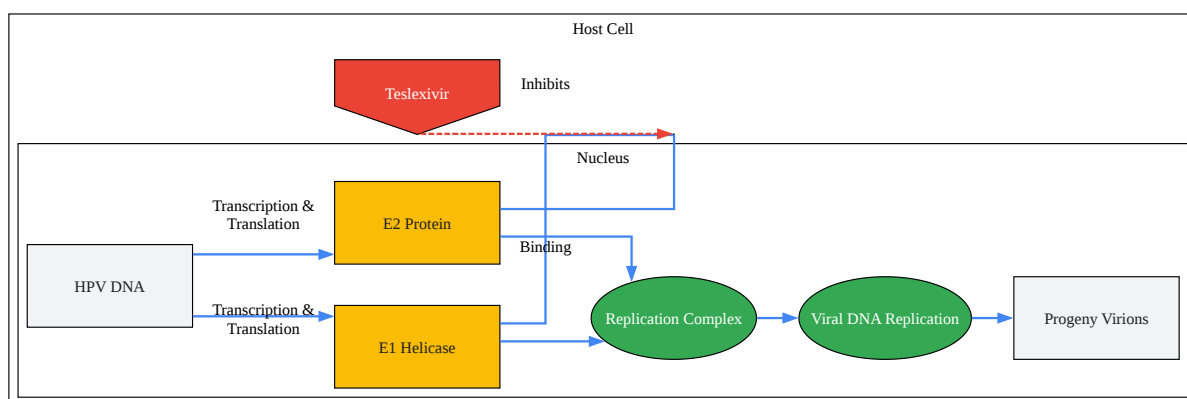 Host Cell
Teslexivir
Inhibits
Nucleus
Transcription &
Translation
E2 Protein
Binding
HPV DNA
Transcription &
Translation
E1 Helicase
Replication Complex
Viral DNA Replication
Progeny Virions